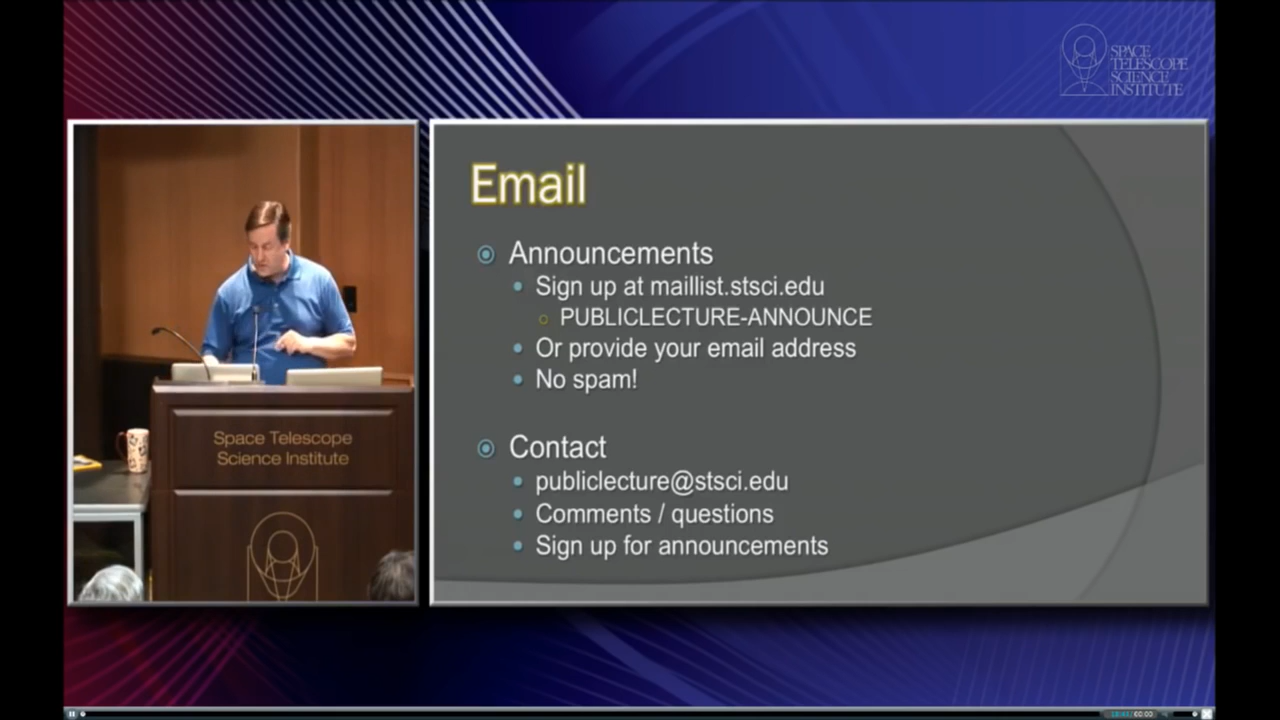 SPACE
TELESCOPE
SCIENCE
INSTITUTE
Email
Announcements
Sign up at maillist.stsci.edu
PUBLICLECTURE-ANNOUNCE
Or provide your email address
No spam!
Contact
publiclecture@stsci.edu
Comments / questions
Sign up for announcements
Space Telescope
Science Institute